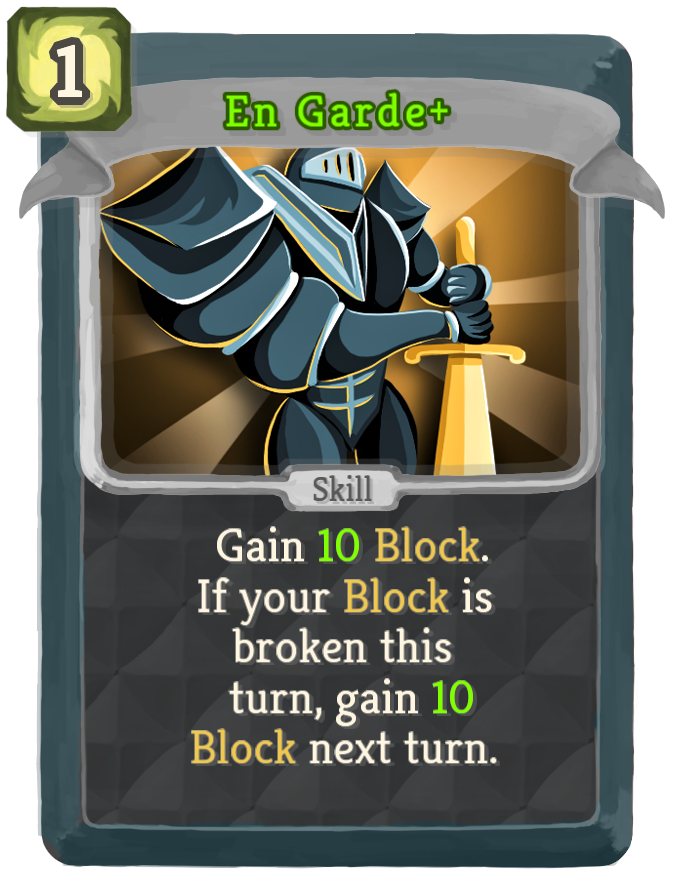 1
En Garde+
Skill
Gain 10 Block.
If your Block is
broken this
turn, gain 10
Block next turn.